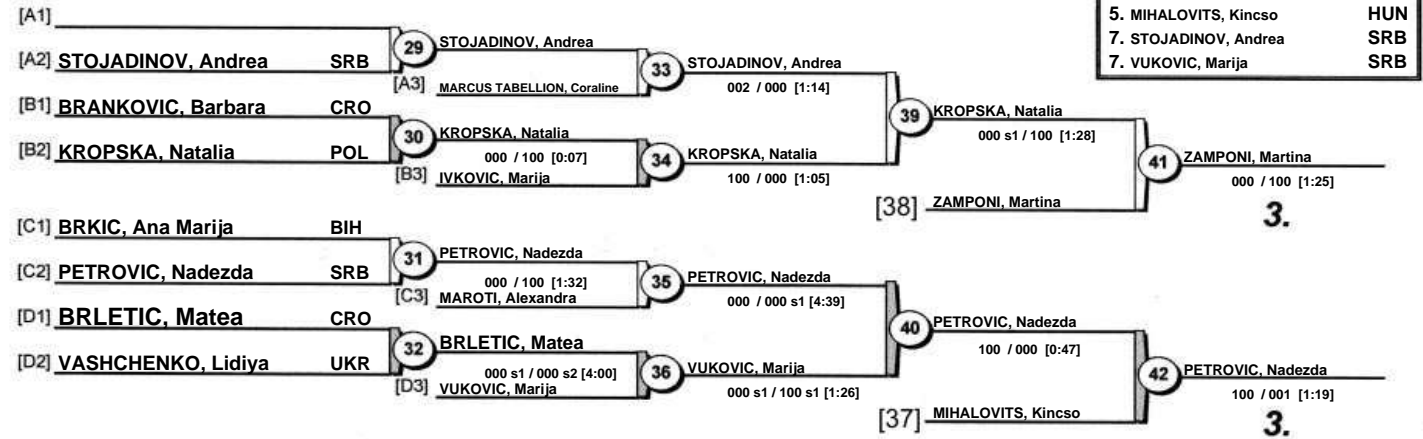 5. MIHALOVITS, Kincso HUN
7. STOJADINOV, Andrea SRB
7. VUKOVIC, Marija SRB
[A1]
[A2] STOJADINOV, Andrea SRB
29
STOJADINOV, Andrea
[A3] MARCUS TABELLION, Coraline
33
STOJADINOV, Andrea
002 / 000 [1:14]
[B1] BRANKOVIC, Barbara CRO
[B2] KROPSKA, Natalia POL
30
KROPSKA, Natalia
000 / 100 [0:07]
[B3] IVKOVIC, Marija
34
KROPSKA, Natalia
100 / 000 [1:05]
39
KROPSKA, Natalia
000 s1 / 100 [1:28]
[38] ZAMPONI, Martina
41
ZAMPONI, Martina
000 / 100 [1:25]
3.
[C1] BRKIC, Ana Marija BIH
[C2] PETROVIC, Nadezda SRB
31
PETROVIC, Nadezda
000 / 100 [1:32]
[C3] MAROTI, Alexandra
35
PETROVIC, Nadezda
000 / 000 s1 [4:39]
[D1] BRLETIC, Matea CRO
[D2] VASHCHENKO, Lidiya UKR
32
BRLETIC, Matea
000 s1 / 000 s2 [4:00]
[D3] VUKOVIC, Marija
36
VUKOVIC, Marija
000 s1 / 100 s1 [1:26]
40
PETROVIC, Nadezda
100 / 000 [0:47]
[37] MIHALOVITS, Kincso
42
PETROVIC, Nadezda
100 / 001 [1:19]
3.